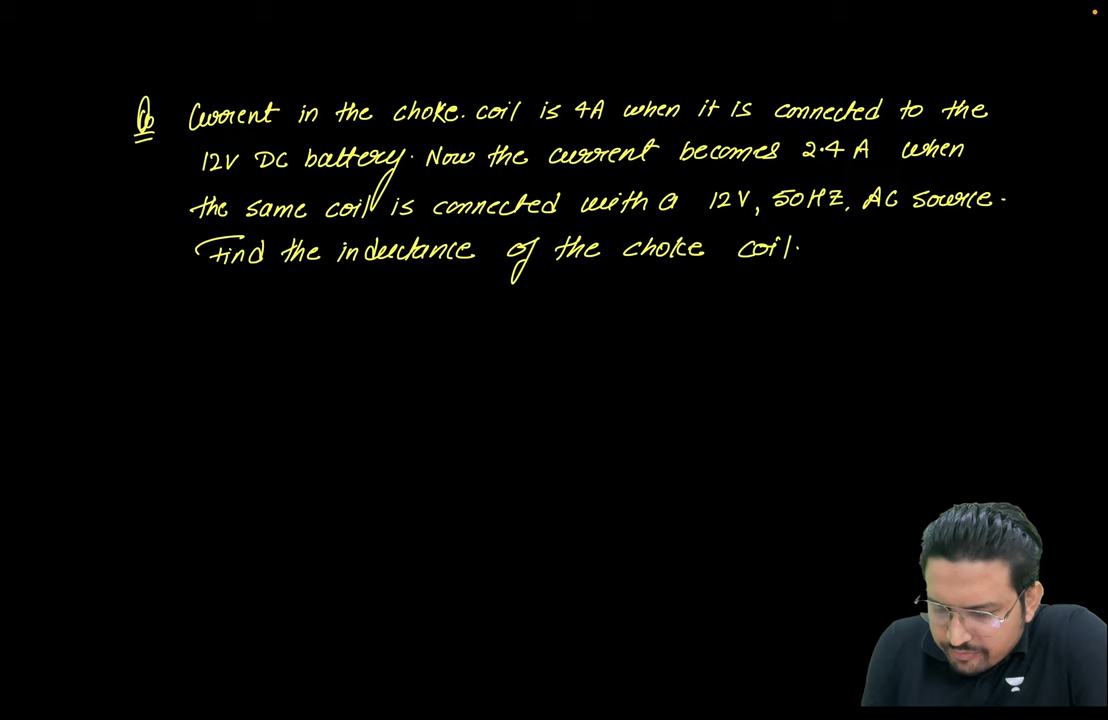 Q Current in the choke. coil is 4A when it is connected to the
12V DC battery. Now the current becomes 2.4 A when
the same coil is connected with a 12V, 50HZ, AC source.
Find the inductance of the choke coil.